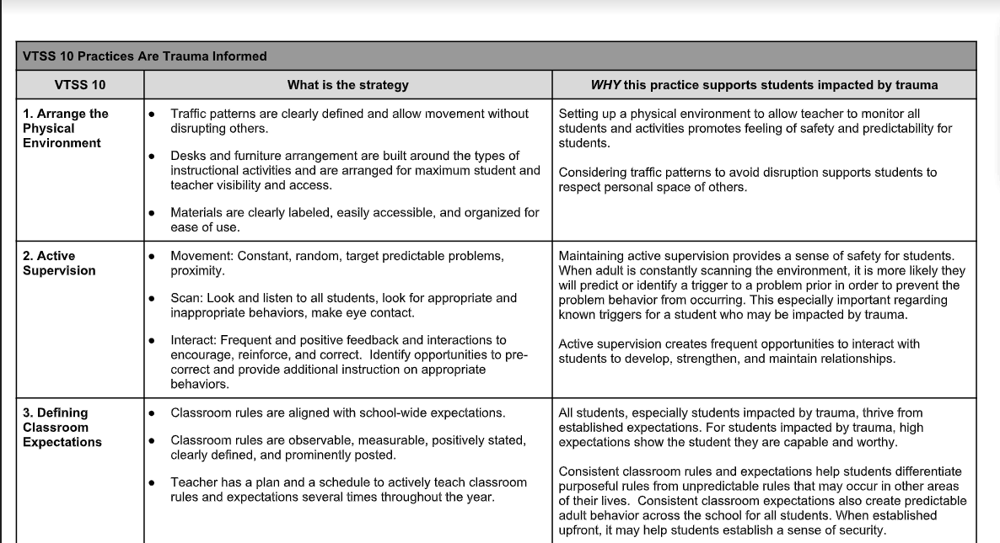 VTSS 10 Practices Are Trauma Informed
VTSS 10
What is the strategy
WHY this practice supports students impacted by trauma
1. Arrange the
Physical
Environment
● Traffic patterns are clearly defined and allow movement without
disrupting others.
● Desks and furniture arrangement are built around the types of
instructional activities and are arranged for maximum student and
teacher visibility and access.
● Materials are clearly labeled, easily accessible, and organized for
ease of use.
Setting up a physical environment to allow teacher to monitor all
students and activities promotes feeling of safety and predictability for
students.
Considering traffic patterns to avoid disruption supports students to
respect personal space of others.
2. Active
Supervision
● Movement: Constant, random, target predictable problems,
proximity.
● Scan: Look and listen to all students, look for appropriate and
inappropriate behaviors, make eye contact.
● Interact: Frequent and positive feedback and interactions to
encourage, reinforce, and correct.  Identify opportunities to pre-
correct and provide additional instruction on appropriate
behaviors.
Maintaining active supervision provides a sense of safety for students.
When adult is constantly scanning the environment, it is more likely they
will predict or identify a trigger to a problem prior in order to prevent the
problem behavior from occurring. This especially important regarding
known triggers for a student who may be impacted by trauma.
Active supervision creates frequent opportunities to interact with
students to develop, strengthen, and maintain relationships.
3. Defining
Classroom
Expectations
● Classroom rules are aligned with school-wide expectations.
● Classroom rules are observable, measurable, positively stated,
clearly defined, and prominently posted.
● Teacher has a plan and a schedule to actively teach classroom
rules and expectations several times throughout the year.
All students, especially students impacted by trauma, thrive from
established expectations. For students impacted by trauma, high
expectations show the student they are capable and worthy.
Consistent classroom rules and expectations help students differentiate
purposeful rules from unpredictable rules that may occur in other areas
of their lives.  Consistent classroom expectations also create predictable
adult behavior across the school for all students. When established
upfront, it may help students establish a sense of security.